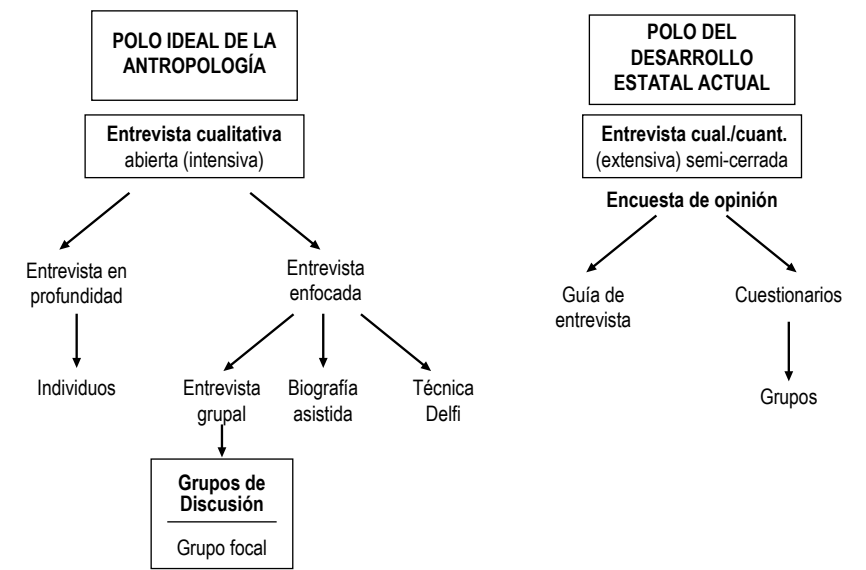 POLO IDEAL DE LA
ANTROPOLOGÍA
Entrevista cualitativa
abierta (intensiva)
Entrevista en
profundidad
Individuos
Entrevista
enfocada
Entrevista
grupal
Biografía
asistida
Técnica
Delfi
Grupos de
Discusión
Grupo focal
POLO DEL
DESARROLLO
ESTATAL ACTUAL
Entrevista cual./cuant.
(extensiva) semi-cerrada
Encuesta de opinión
Guía de
entrevista
Cuestionarios
Grupos